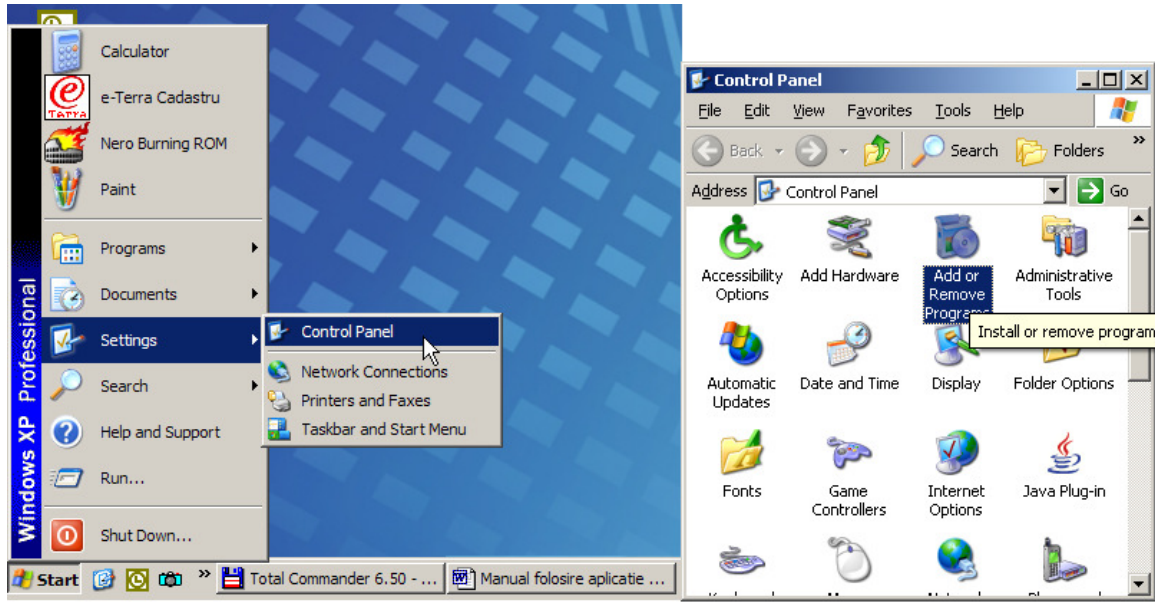 Calculator
e-Terra Cadastru
TATYA
Nero Burning ROM
Paint
Programs
Documents
Settings
Search
Help and Support
Run...
Shut Down...
Windows XP Professional
Control Panel
Network Connections
Printers and Faxes
Taskbar and Start Menu
Start
»
Total Commander 6.50 - ...
Manual folosire aplicatie ...
Control Panel
File Edit View Favorites Tools Help
Back Search Folders »
Address Control Panel Go
Accessibility Options
Add Hardware
Add or Remove Programs
Administrative Tools
Install or remove program
Automatic Updates
Date and Time
Display
Folder Options
Fonts
Game Controllers
Internet Options
Java Plug-in